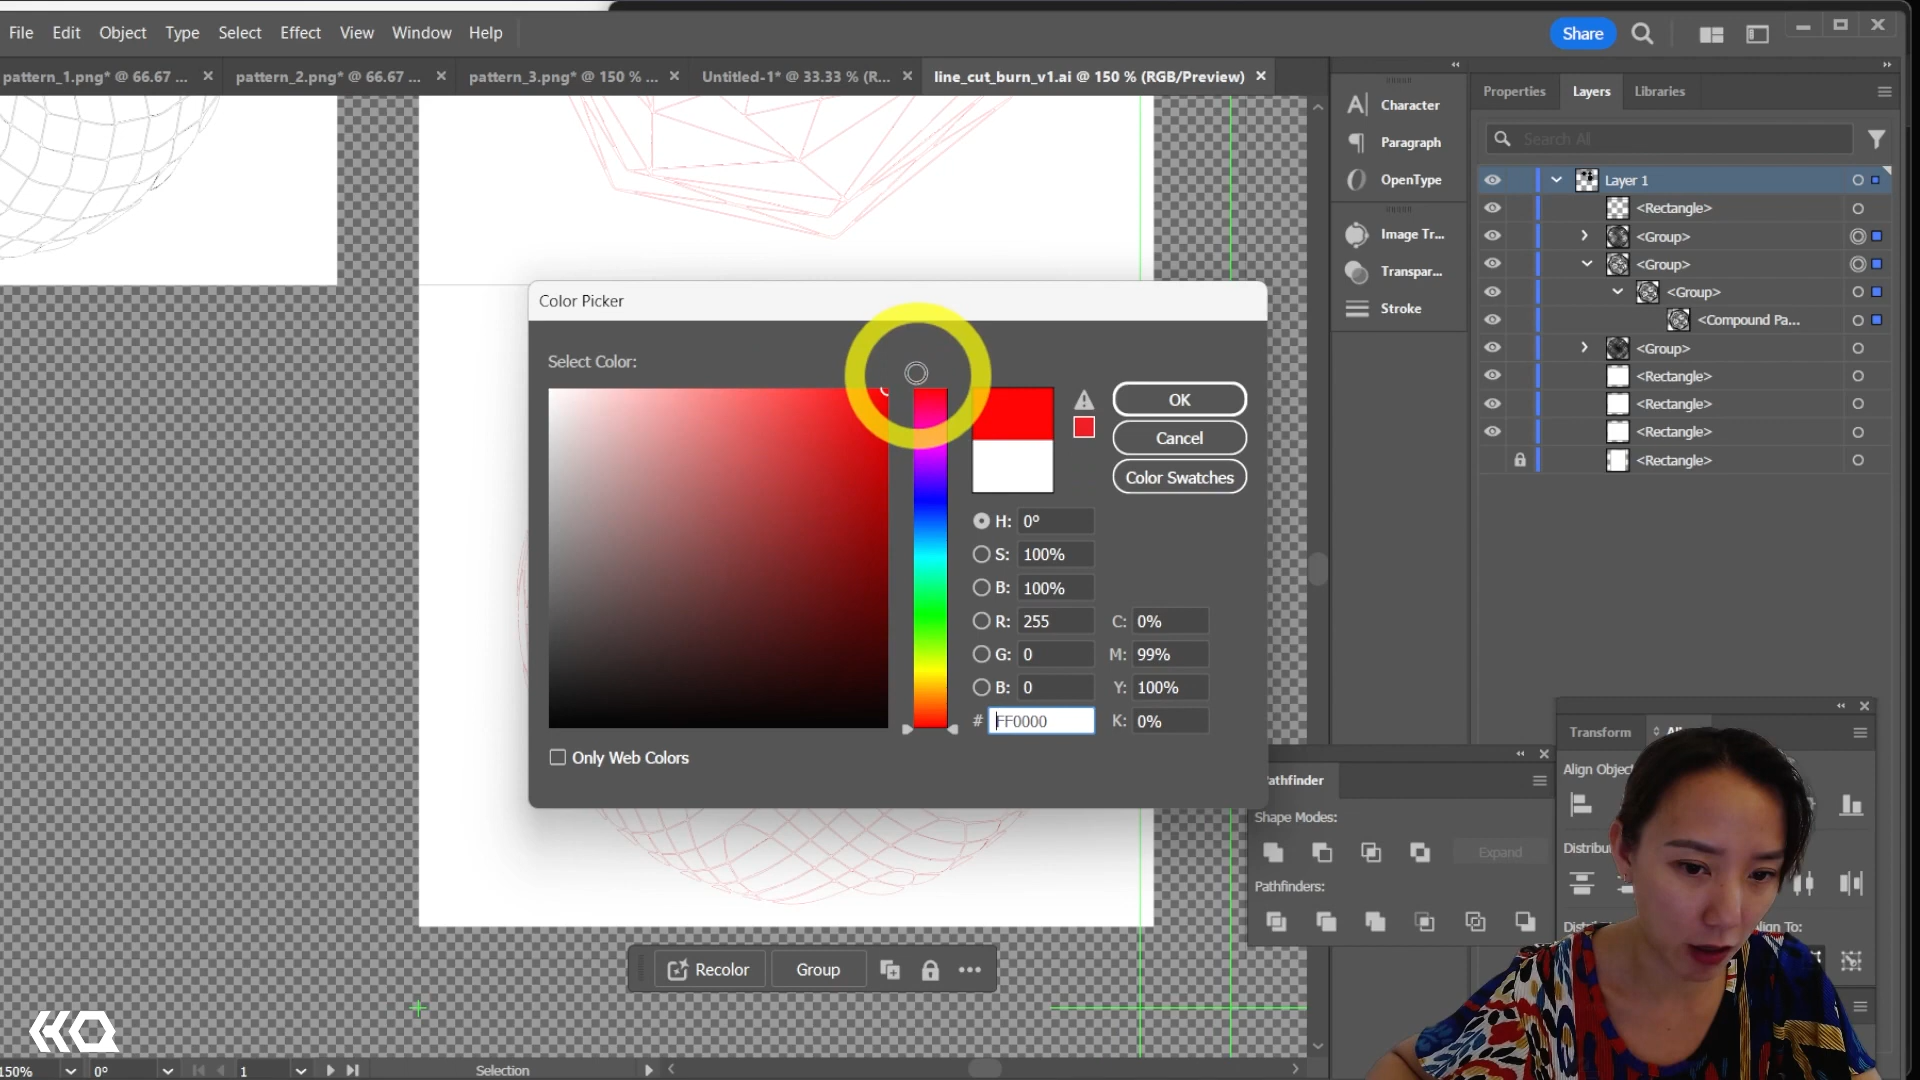 File Edit Object Type Select Effect View Window Help
Share
pattern_1.png* @ 66.67 ... pattern_2.png* @ 66.67 ... pattern_3.png* @ 150 % ... Untitled-1* @ 33.33 % (R... line_cut_burn_v1.ai @ 150 % (RGB/Preview)
Character
Paragraph
OpenType
Image Tr...
Transpar...
Stroke
Properties Layers Libraries
Search All
Layer 1
<Rectangle>
<Group>
<Group>
<Group>
<Compound Pa...
<Group>
<Rectangle>
<Rectangle>
<Rectangle>
<Rectangle>
Color Picker
Select Color:
OK
Cancel
Color Swatches
H: 0°
S: 100%
B: 100%
R: 255 C: 0%
G: 0 M: 99%
B: 0 Y: 100%
# FF0000 K: 0%
Only Web Colors
Recolor Group
Pathfinder
Shape Modes:
Expand
Pathfinders:
Transform
Align Objec
Distribu
lign To:
HQ
150% 0° 1 Selection